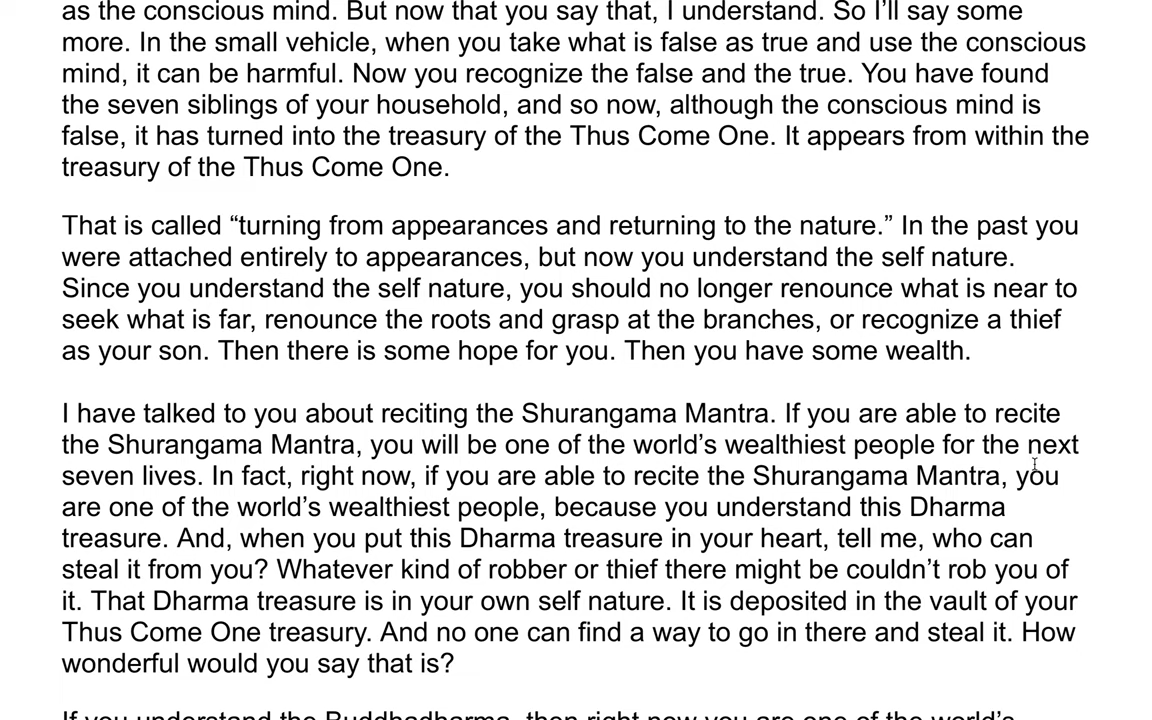 as the conscious mind. But now that you say that, I understand. So I’ll say some
more. In the small vehicle, when you take what is false as true and use the conscious
mind, it can be harmful. Now you recognize the false and the true. You have found
the seven siblings of your household, and so now, although the conscious mind is
false, it has turned into the treasury of the Thus Come One. It appears from within the
treasury of the Thus Come One.
That is called “turning from appearances and returning to the nature.” In the past you
were attached entirely to appearances, but now you understand the self nature.
Since you understand the self nature, you should no longer renounce what is near to
seek what is far, renounce the roots and grasp at the branches, or recognize a thief
as your son. Then there is some hope for you. Then you have some wealth.
I have talked to you about reciting the Shurangama Mantra. If you are able to recite
the Shurangama Mantra, you will be one of the world’s wealthiest people for the next
seven lives. In fact, right now, if you are able to recite the Shurangama Mantra, you
are one of the world’s wealthiest people, because you understand this Dharma
treasure. And, when you put this Dharma treasure in your heart, tell me, who can
steal it from you? Whatever kind of robber or thief there might be couldn’t rob you of
it. That Dharma treasure is in your own self nature. It is deposited in the vault of your
Thus Come One treasury. And no one can find a way to go in there and steal it. How
wonderful would you say that is?
If you understand the Buddhadharma, then right now you are one of the world’s